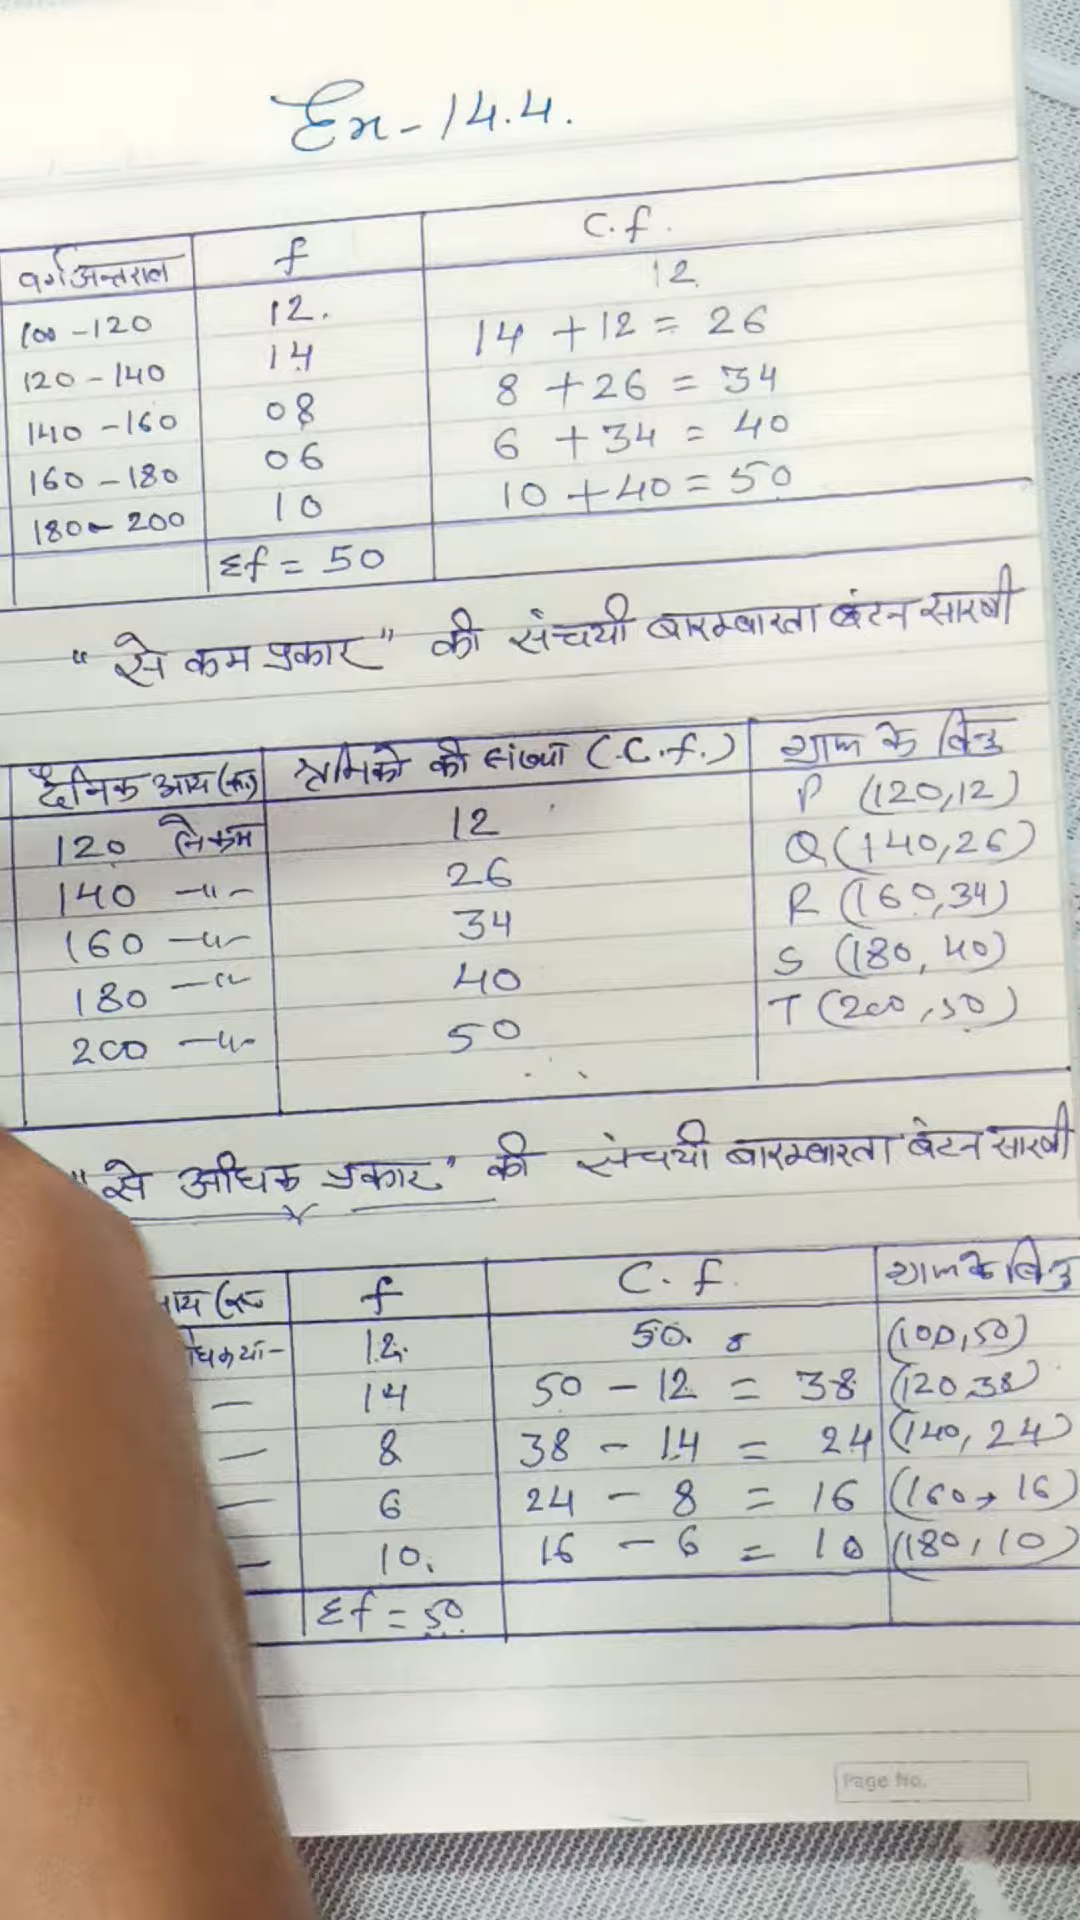 Ex-14.4.
वर्गअन्तराल f C.f.
100-120 12. 12
120-140 14 14 + 12 = 26
140-160 08 8 + 26 = 34
160-180 06 6 + 34 = 40
180-200 10 10 + 40 = 50
Σf = 50
"से कम प्रकार" की संचयी बारम्बारता बंटन सारणी
दैनिक आय (रू०) श्रमिको की संख्या (C.f.) ग्राफ के बिन्दु
120 से कम 12 P (120,12)
140 -〃- 26 Q (140,26)
160 -〃- 34 R (160,34)
180 -〃- 40 S (180,40)
200 -〃- 50 T (200,50)
"से अधिक प्रकार" की संचयी बारम्बारता बंटन सारणी
f C.f. ग्राफ के बिन्दु
12. 50. (100,50)
— 14 50 - 12 = 38 (120,38)
— 8 38 - 14 = 24 (140,24)
— 6 24 - 8 = 16 (160,16)
— 10. 16 - 6 = 10 (180,10)
Σf = 50
Page No.